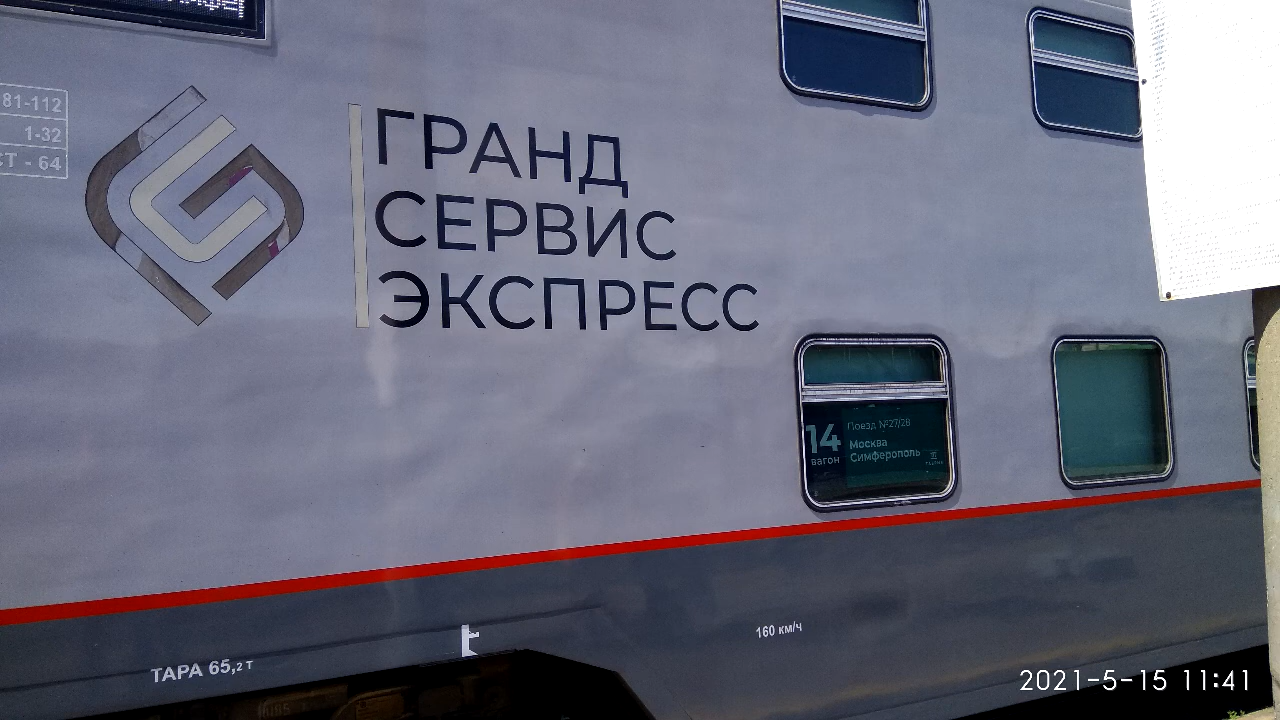 81-112
1-32
СТ - 64
ГРАНД
СЕРВИС
ЭКСПРЕСС
14
вагон
Поезд №27/28
Москва
Симферополь
160 км/ч
ТАРА 65,2 Т
2021-5-15 11:41